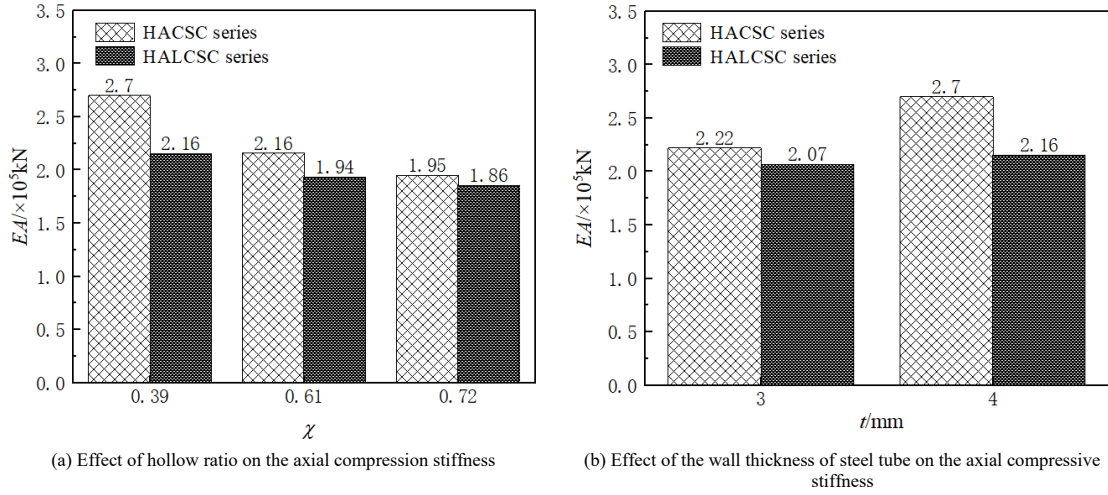 3.5
3.0
2.5
2.0
1.5
1.0
0.5
0.0
EA/×10⁵kN
HACSC series
HALCSC series
2.7
2.16
2.16
1.94
1.95
1.86
0.39
0.61
0.72
χ
(a) Effect of hollow ratio on the axial compression stiffness
3.5
3.0
2.5
2.0
1.5
1.0
0.5
0.0
EA/×10⁵kN
HACSC series
HALCSC series
2.22
2.07
2.7
2.16
3
4
t/mm
(b) Effect of the wall thickness of steel tube on the axial compressive
stiffness